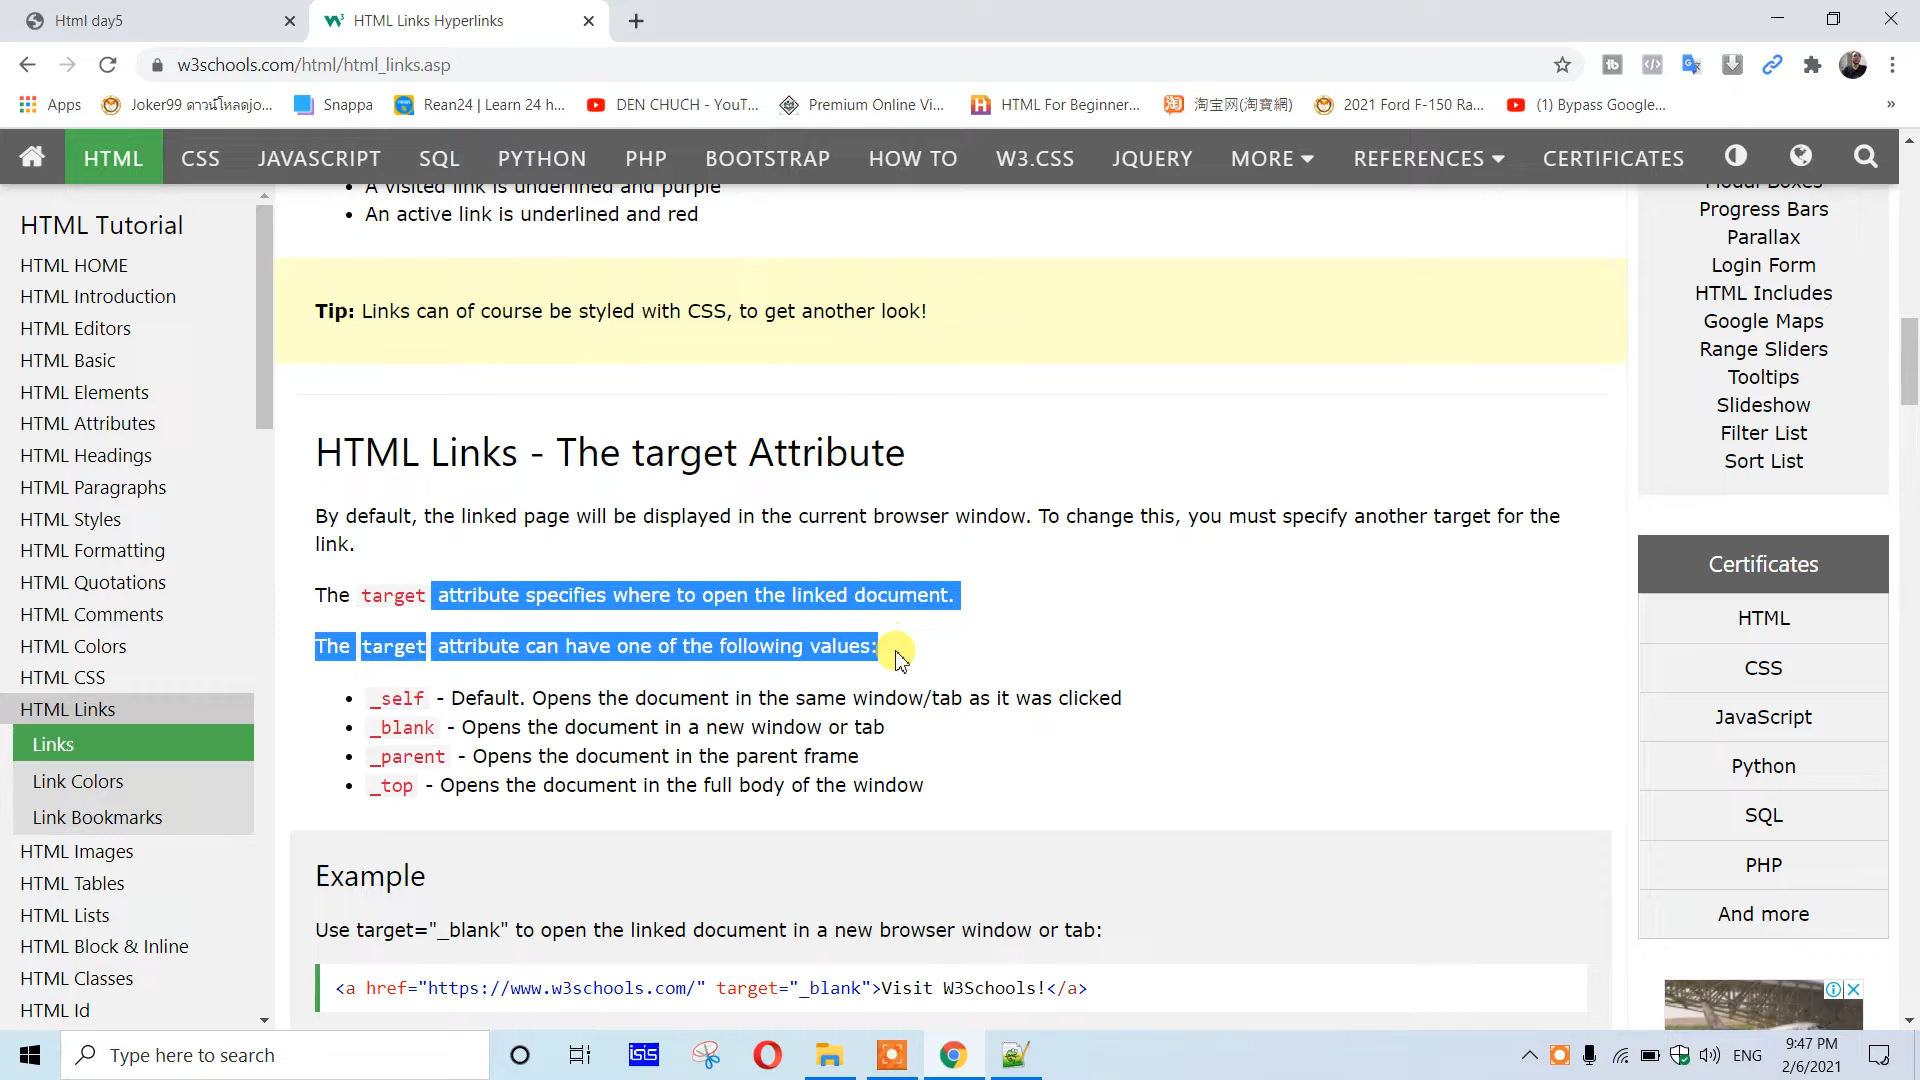 Html day5
HTML Links Hyperlinks
w3schools.com/html/html_links.asp
Apps
Joker99 ดาวน์โหลดjo...
Snappa
Rean24 | Learn 24 h...
DEN CHUCH - YouT...
Premium Online Vi...
HTML For Beginner...
淘宝网(淘寶網)
2021 Ford F-150 Ra...
(1) Bypass Google...
»
HTML
CSS
JAVASCRIPT
SQL
PYTHON
PHP
BOOTSTRAP
HOW TO
W3.CSS
JQUERY
MORE
REFERENCES
CERTIFICATES
HTML Tutorial
HTML HOME
HTML Introduction
HTML Editors
HTML Basic
HTML Elements
HTML Attributes
HTML Headings
HTML Paragraphs
HTML Styles
HTML Formatting
HTML Quotations
HTML Comments
HTML Colors
HTML CSS
HTML Links
Links
Link Colors
Link Bookmarks
HTML Images
HTML Tables
HTML Lists
HTML Block & Inline
HTML Classes
HTML Id
• A visited link is underlined and purple
• An active link is underlined and red
Tip: Links can of course be styled with CSS, to get another look!
HTML Links - The target Attribute
By default, the linked page will be displayed in the current browser window. To change this, you must specify another target for the
link.
The target attribute specifies where to open the linked document.
The target attribute can have one of the following values:
• _self - Default. Opens the document in the same window/tab as it was clicked
• _blank - Opens the document in a new window or tab
• _parent - Opens the document in the parent frame
• _top - Opens the document in the full body of the window
Example
Use target="_blank" to open the linked document in a new browser window or tab:
<a href="https://www.w3schools.com/" target="_blank">Visit W3Schools!</a>
Modal Boxes
Progress Bars
Parallax
Login Form
HTML Includes
Google Maps
Range Sliders
Tooltips
Slideshow
Filter List
Sort List
Certificates
HTML
CSS
JavaScript
Python
SQL
PHP
And more
Type here to search
isis
ENG
9:47 PM
2/6/2021